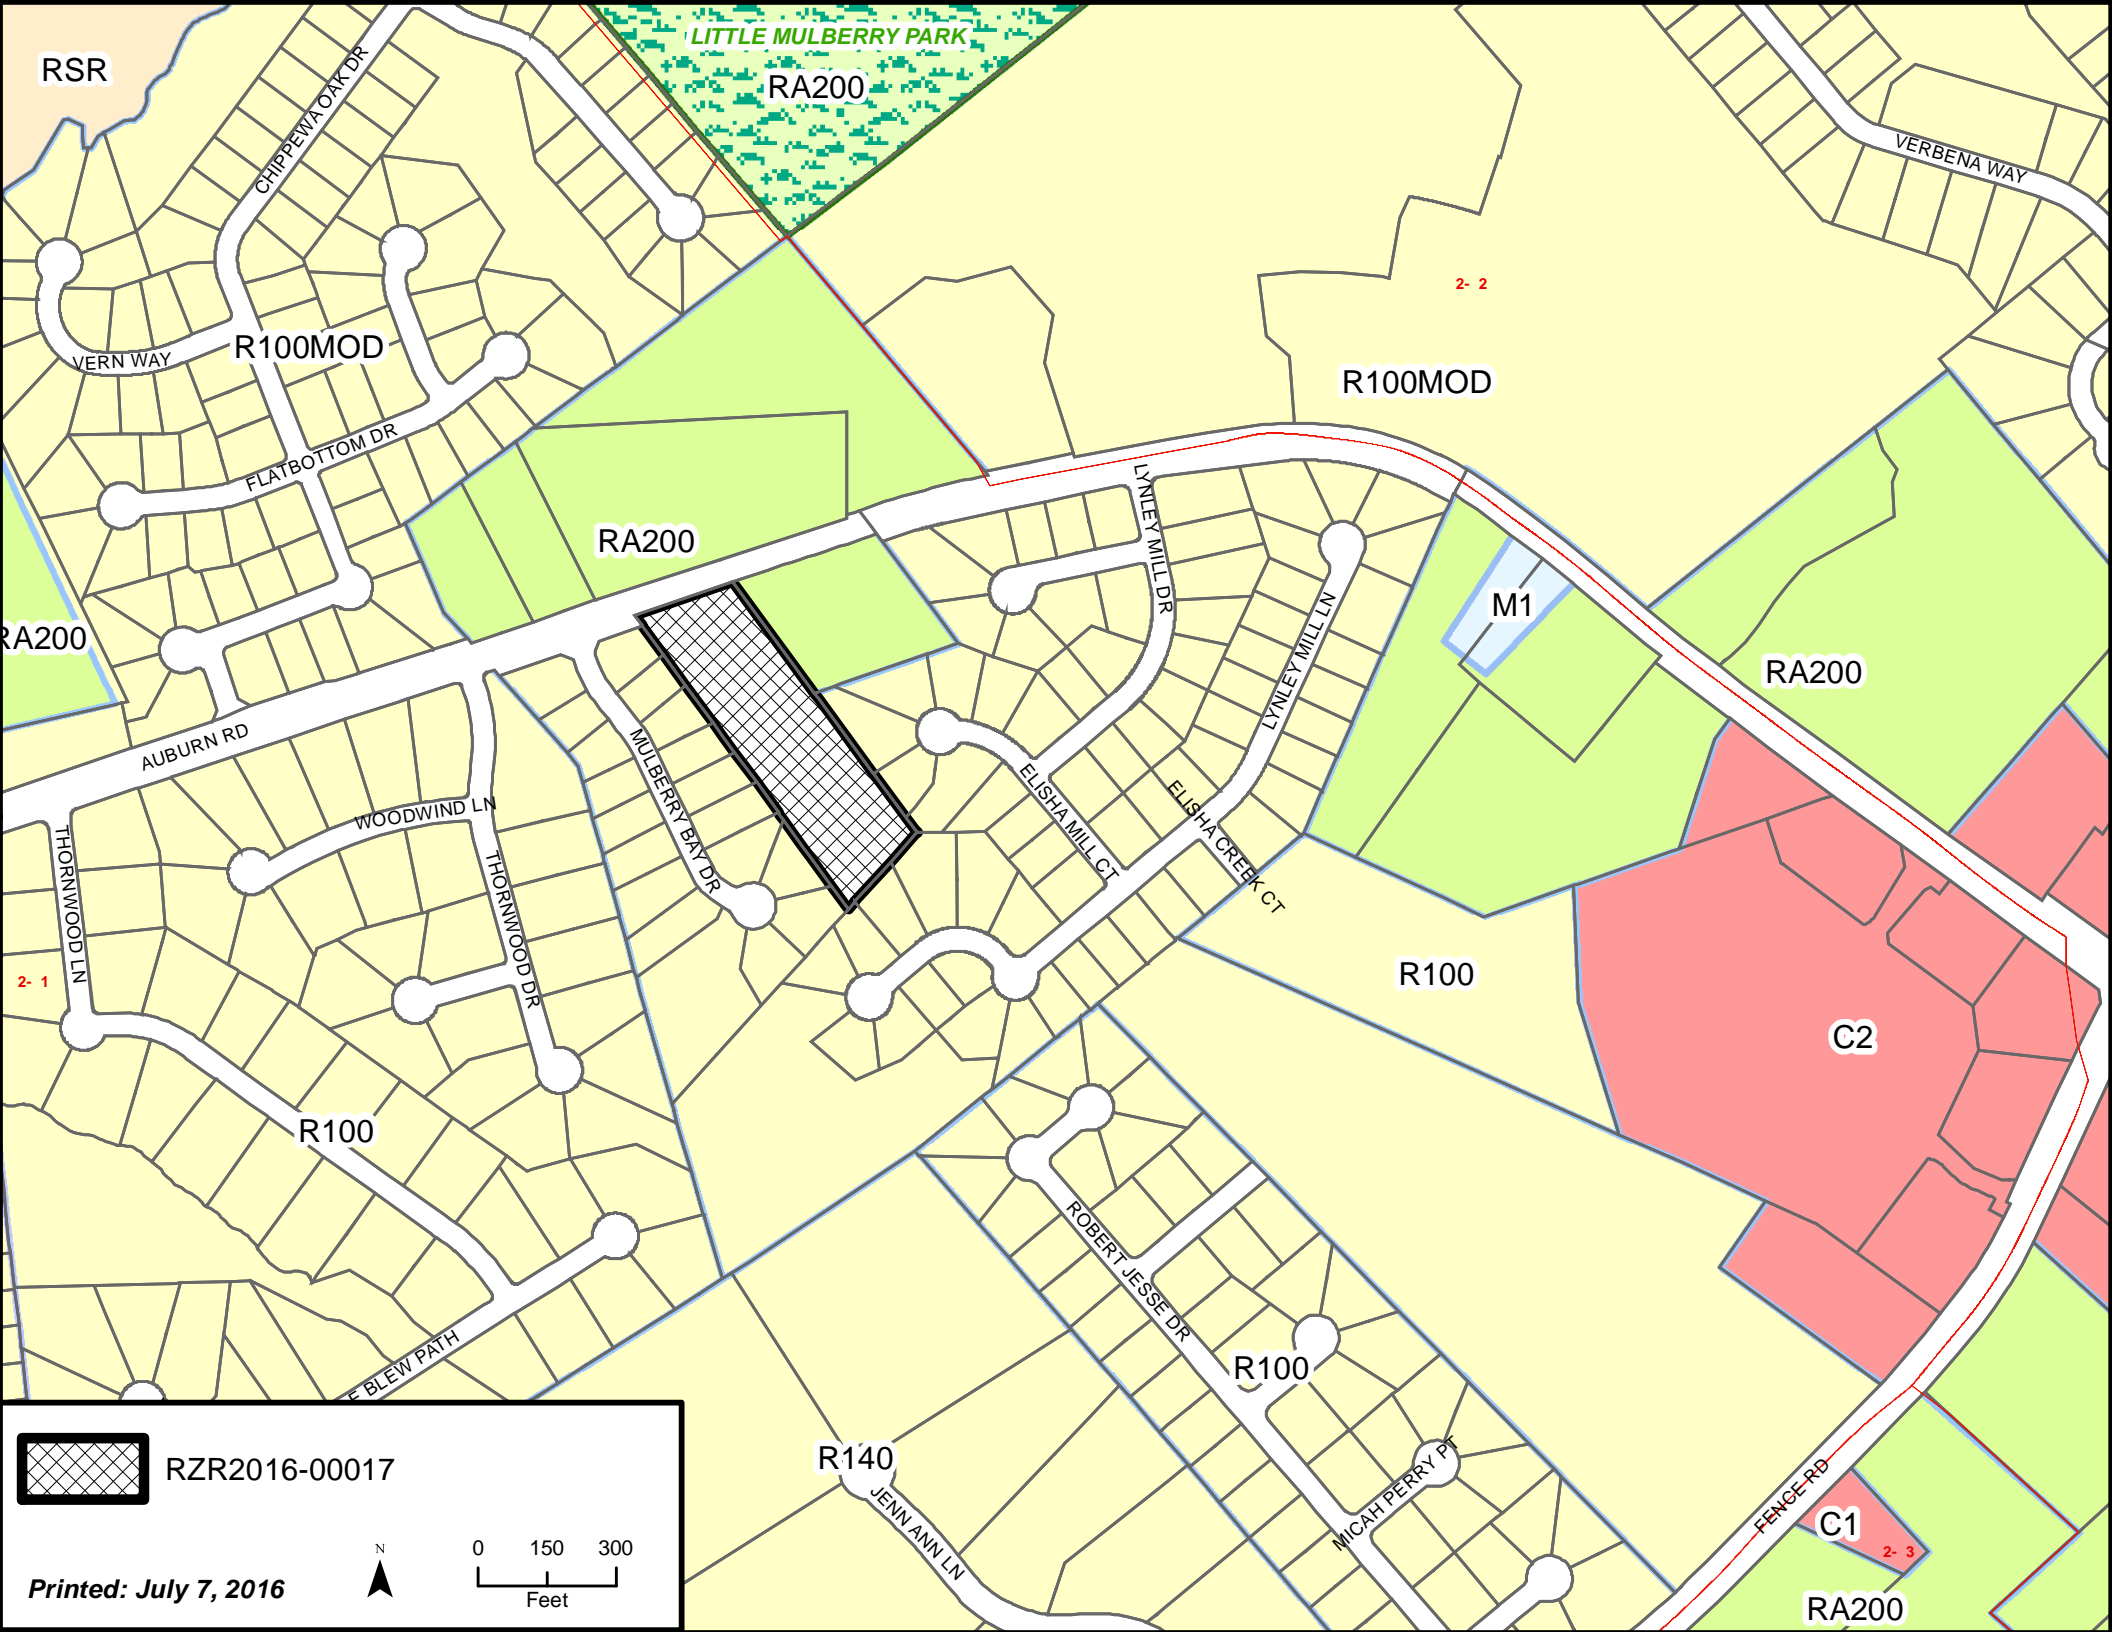 LITTLE MULBERRY PARK
RSR
RA200
CHIPPEWA OAK DR
VERBENA WAY
2- 2
R100MOD
VERN WAY
R100MOD
FLATBOTTOM DR
LYNLEY MILL DR
RA200
M1
RA200
LYNLEY MILL LN
RA200
AUBURN RD
MULBERRY BAY DR
ELISHA MILL CT
ELISHA CREEK CT
WOODWIND LN
THORNWOOD LN
THORNWOOD DR
2- 1
R100
C2
R100
ROBERT JESSE DR
E BLEW PATH
R100
R140
JENN ANN LN
MICAH PERRY PT
FENCE RD
C1
2- 3
RA200
RZR2016-00017
N
0 150 300
Feet
Printed: July 7, 2016